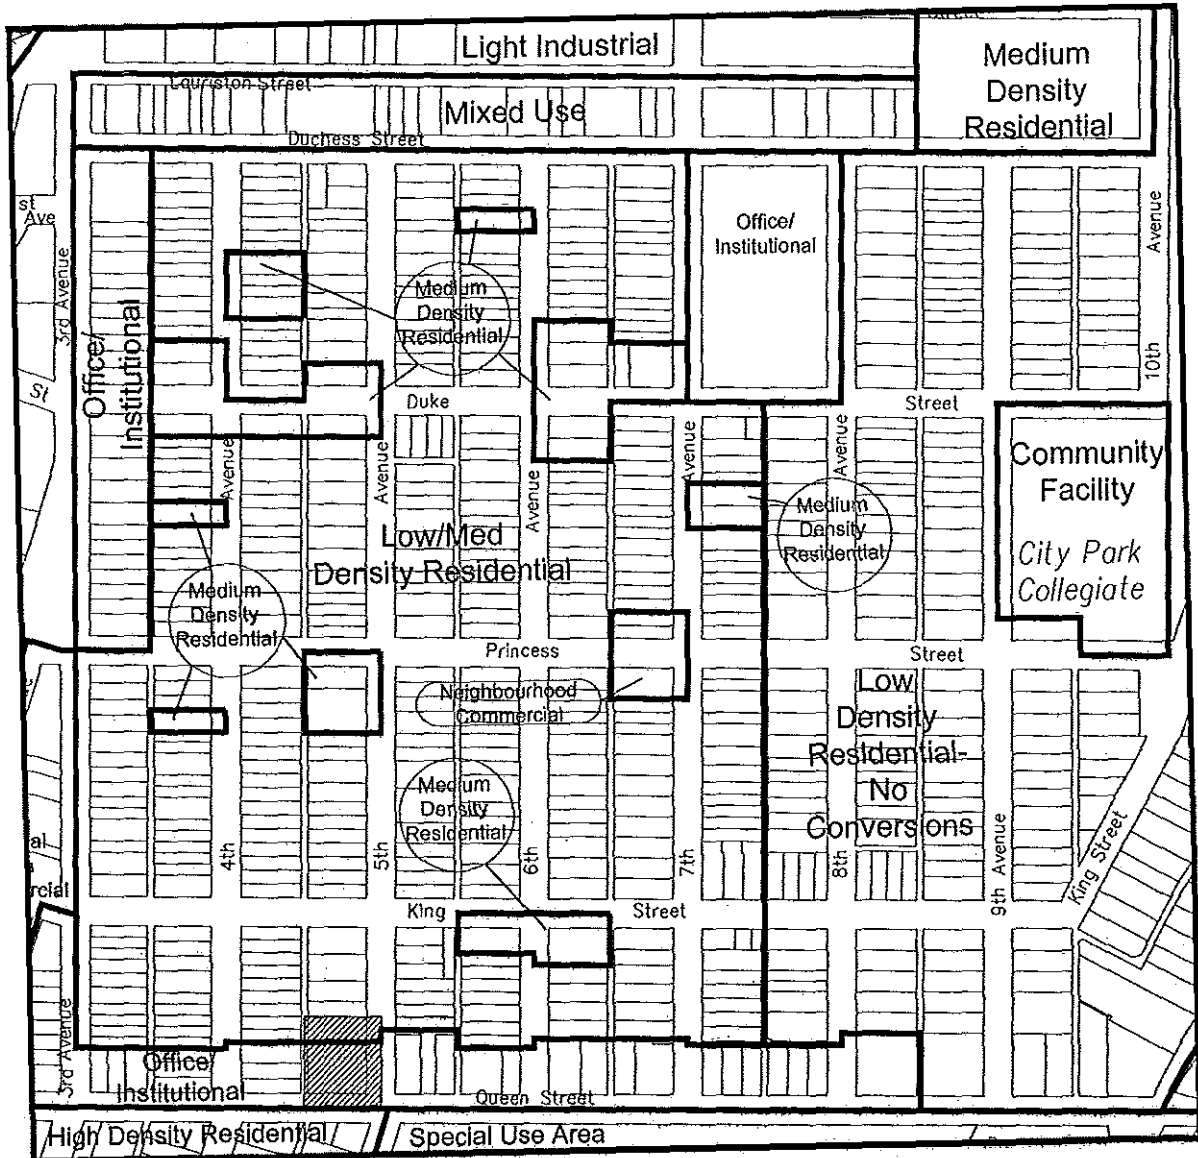 Light Industrial
Medium
Density
Residential
Lauriston Street
Mixed Use
Duchess Street
st
Ave
3rd Avenue
St
Office/
Institutional
Medium
Density
Residential
Office/
Institutional
Avenue
10th
Duke
Street
Avenue
Avenue
Avenue
Avenue
Avenue
Community
Facility
City Park
Collegiate
Low/Med
Density Residential
Medium
Density
Residential
Medium
Density
Residential
Princess
Street
Neighbourhood
Commercial
Low
Density
Residential-
No
Conversions
Medium
Density
Residential
4th
5th
6th
7th
8th
9th Avenue
King Street
al
rcial
King
Street
3rd Avenue
Office/
Institutional
Queen Street
High Density Residential
Special Use Area